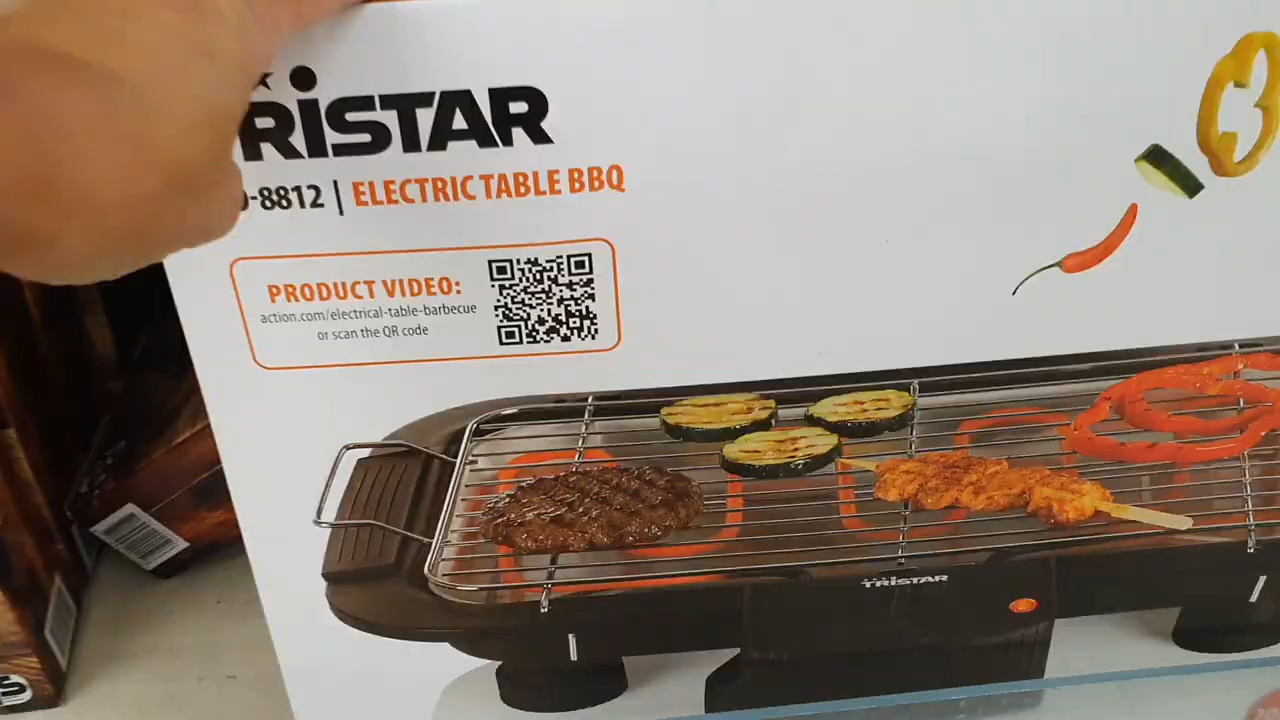 RiSTAR
-8812 | ELECTRIC TABLE BBQ
PRODUCT VIDEO:
action.com/electrical-table-barbecue
or scan the QR code
TRiSTAR